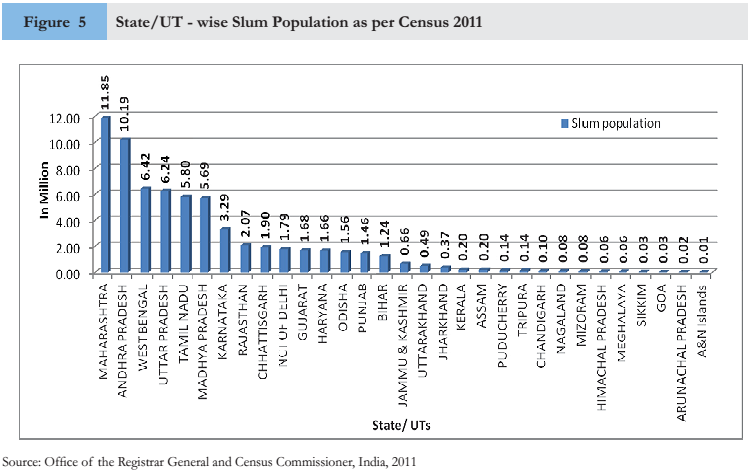 Figure 5
State/UT - wise Slum Population as per Census 2011
In Million
12.00
10.00
8.00
6.00
4.00
2.00
0.00
Slum population
11.85
10.19
6.42
6.24
5.80
5.69
3.29
2.07
1.90
1.79
1.68
1.66
1.56
1.46
1.24
0.66
0.49
0.37
0.20
0.20
0.14
0.14
0.10
0.08
0.08
0.06
0.06
0.03
0.03
0.02
0.01
MAHARASHTRA
ANDHRA PRADESH
WEST BENGAL
UTTAR PRADESH
TAMIL NADU
MADHYA PRADESH
KARNATAKA
RAJASTHAN
CHHATTISGARH
NCT OF DELHI
GUJARAT
HARYANA
ODISHA
PUNJAB
BIHAR
JAMMU & KASHMIR
UTTARAKHAND
JHARKHAND
KERALA
ASSAM
PUDUCHERRY
TRIPURA
CHANDIGARH
NAGALAND
MIZORAM
HIMACHAL PRADESH
MEGHALAYA
SIKKIM
GOA
ARUNACHAL PRADESH
A&N Islands
State/ UTs
Source: Office of the Registrar General and Census Commissioner, India, 2011